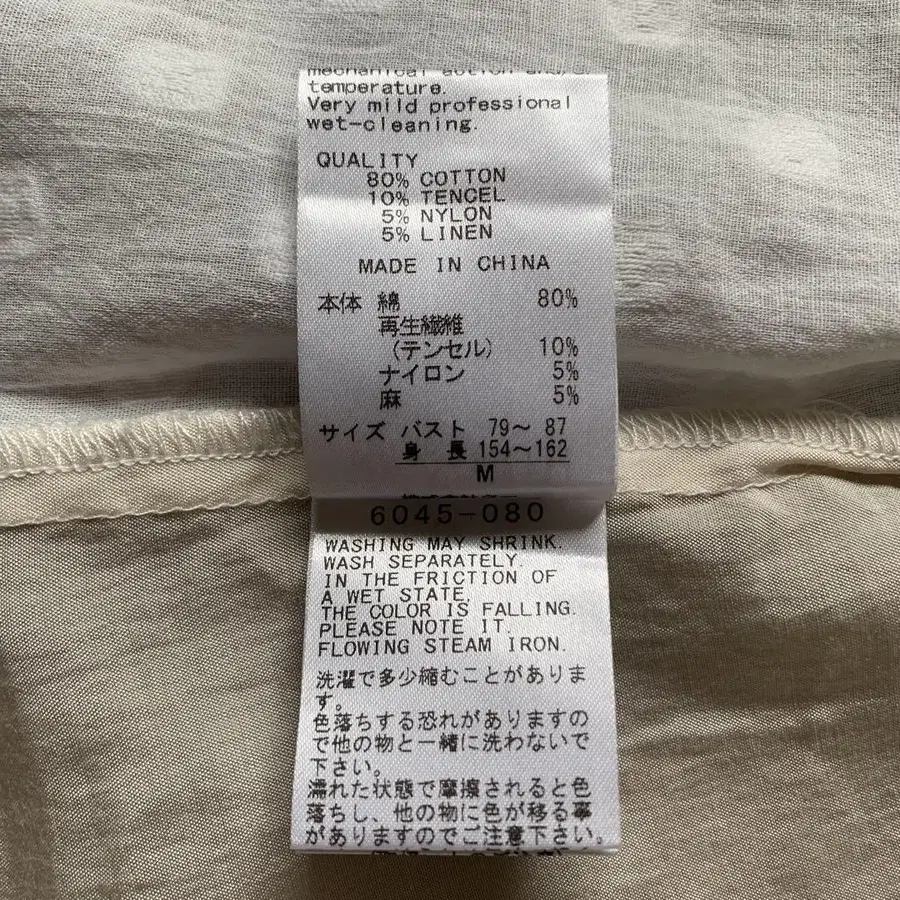 mechanical action and/or
temperature.
Very mild professional
wet-cleaning.
QUALITY
80% COTTON
10% TENCEL
5% NYLON
5% LINEN
MADE IN CHINA
本体 綿 80%
再生繊維
(テンセル) 10%
ナイロン 5%
麻 5%
サイズ バスト 79〜 87
身 長 154〜162
M
6045-080
WASHING MAY SHRINK.
WASH SEPARATELY.
IN THE FRICTION OF
A WET STATE,
THE COLOR IS FALLING.
PLEASE NOTE IT.
FLOWING STEAM IRON.
洗濯で多少縮むことがありま
す。
色落ちする恐れがありますの
で他の物と一緒に洗わないで
下さい。
濡れた状態で摩擦されると色
落ちし、他の物に色が移る事
がありますのでご注意下さい。